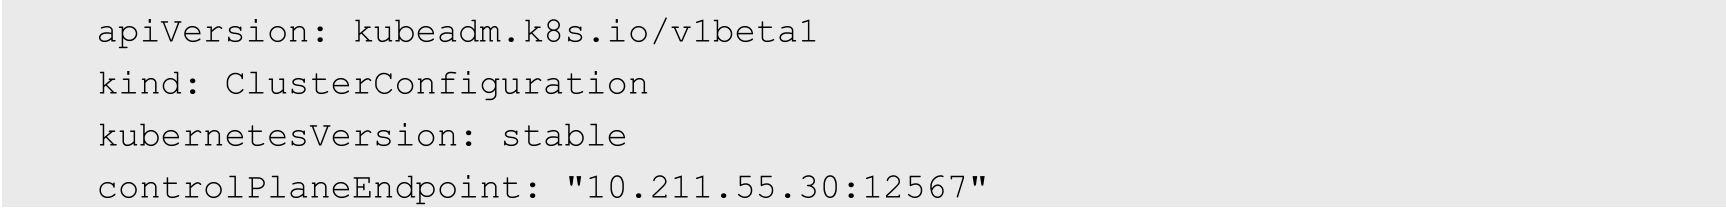 apiVersion: kubeadm.k8s.io/v1beta1
kind: ClusterConfiguration
kubernetesVersion: stable
controlPlaneEndpoint: "10.211.55.30:12567"